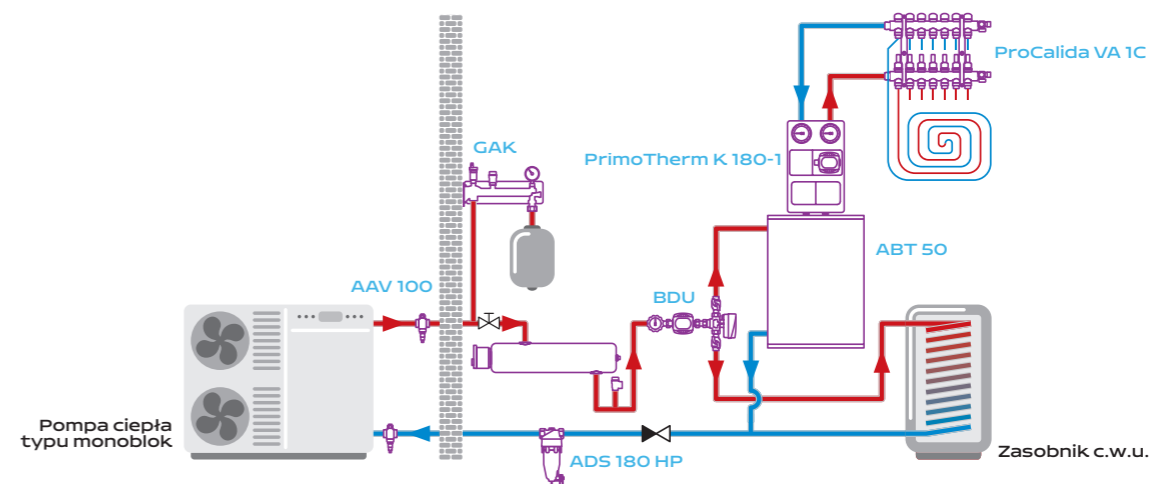 ProCalida VA 1C
GAK
PrimoTherm K 180-1
ABT 50
AAV 100
BDU
Pompa ciepła
typu monoblok
ADS 180 HP
Zasobnik c.w.u.